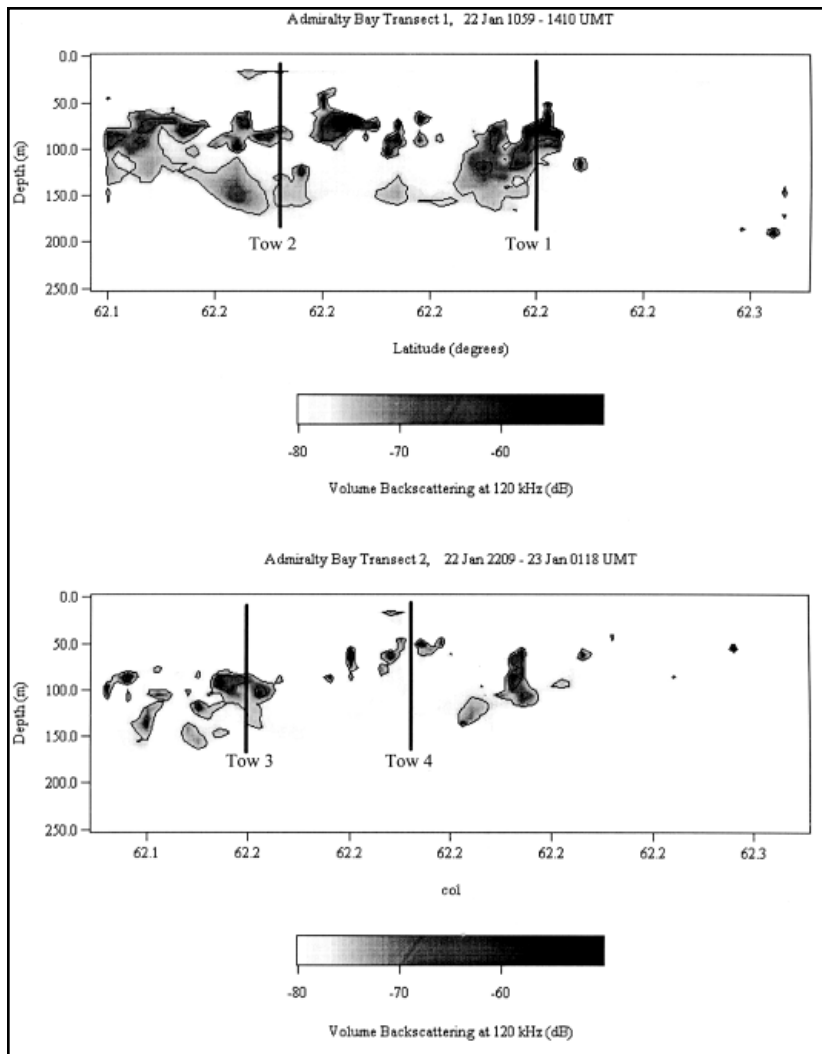 Admiralty Bay Transect 1, 22 Jan 1059 - 1410 UMT
0.0
50.0
100.0
150.0
200.0
250.0
Depth (m)
Tow 2
Tow 1
62.1 62.2 62.2 62.2 62.2 62.2 62.3
Latitude (degrees)
-80 -70 -60
Volume Backscattering at 120 kHz (dB)
Admiralty Bay Transect 2, 22 Jan 2209 - 23 Jan 0118 UMT
0.0
50.0
100.0
150.0
200.0
250.0
Depth (m)
Tow 3
Tow 4
62.1 62.2 62.2 62.2 62.2 62.2 62.3
col
-80 -70 -60
Volume Backscattering at 120 kHz (dB)